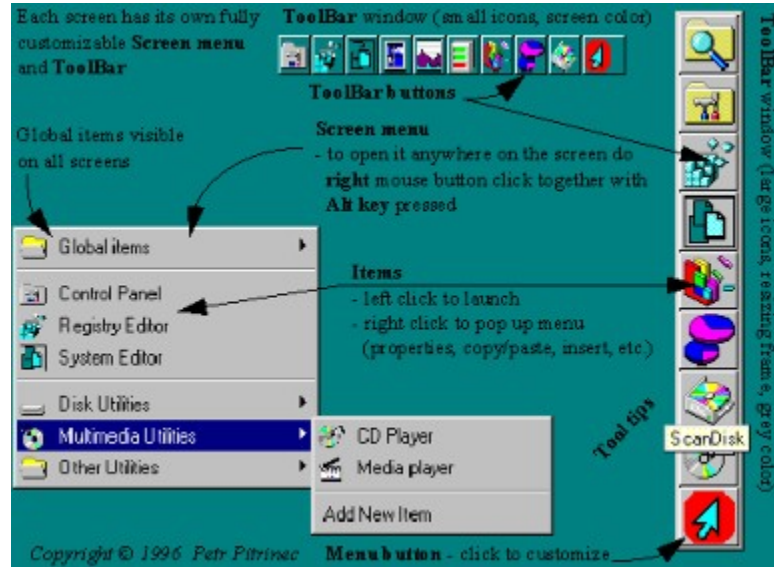 Each screen has its own fully
customizable Screen menu
and ToolBar
ToolBar window (small icons, screen color)
ToolBar buttons
Global items visible
on all screens
Screen menu
- to open it anywhere on the screen do
right mouse button click together with
Alt key pressed
Global items
Control Panel
Registry Editor
System Editor
Disk Utilities
Multimedia Utilities
Other Utilities
Items
- left click to launch
- right click to pop up menu
(properties, copy/paste, insert, etc.)
CD Player
Media player
Add New Item
Tool tips
ScanDisk
ToolBar window (large icons, resizing frame, grey color)
Copyright © 1996 Petr Pitrinec
Menu button - click to customize